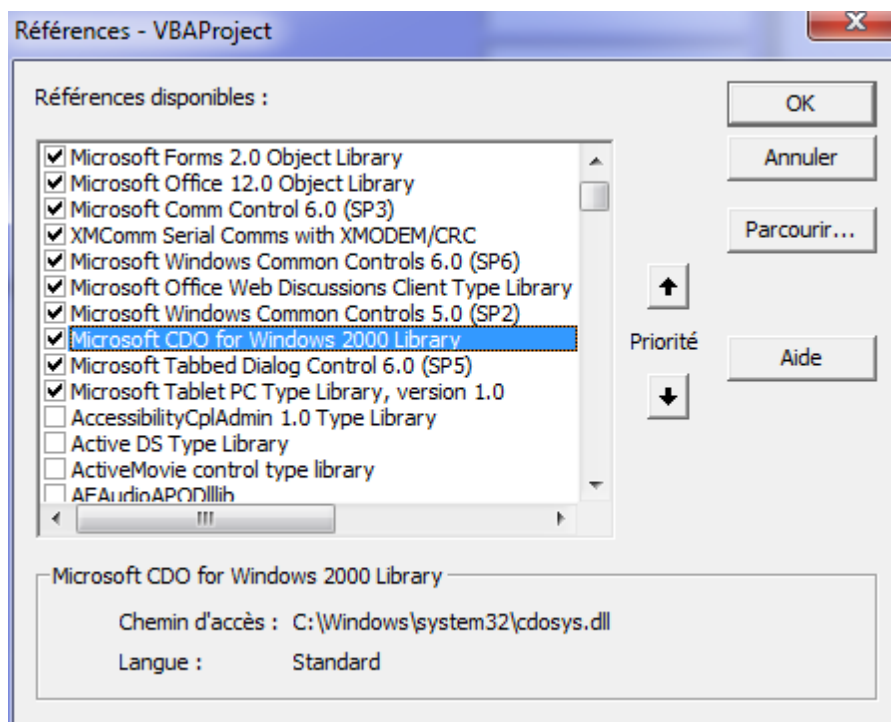 Références - VBAProject
Références disponibles :
OK
Annuler
Parcourir...
Microsoft Forms 2.0 Object Library
Microsoft Office 12.0 Object Library
Microsoft Comm Control 6.0 (SP3)
XMComm Serial Comms with XMODEM/CRC
Microsoft Windows Common Controls 6.0 (SP6)
Microsoft Office Web Discussions Client Type Library
Microsoft Windows Common Controls 5.0 (SP2)
Microsoft CDO for Windows 2000 Library
Microsoft Tabbed Dialog Control 6.0 (SP5)
Microsoft Tablet PC Type Library, version 1.0
AccessibilityCplAdmin 1.0 Type Library
Active DS Type Library
ActiveMovie control type library
AEAudioAPODlllib
Priorité
Aide
Microsoft CDO for Windows 2000 Library
Chemin d'accès : C:\Windows\system32\cdosys.dll
Langue : Standard